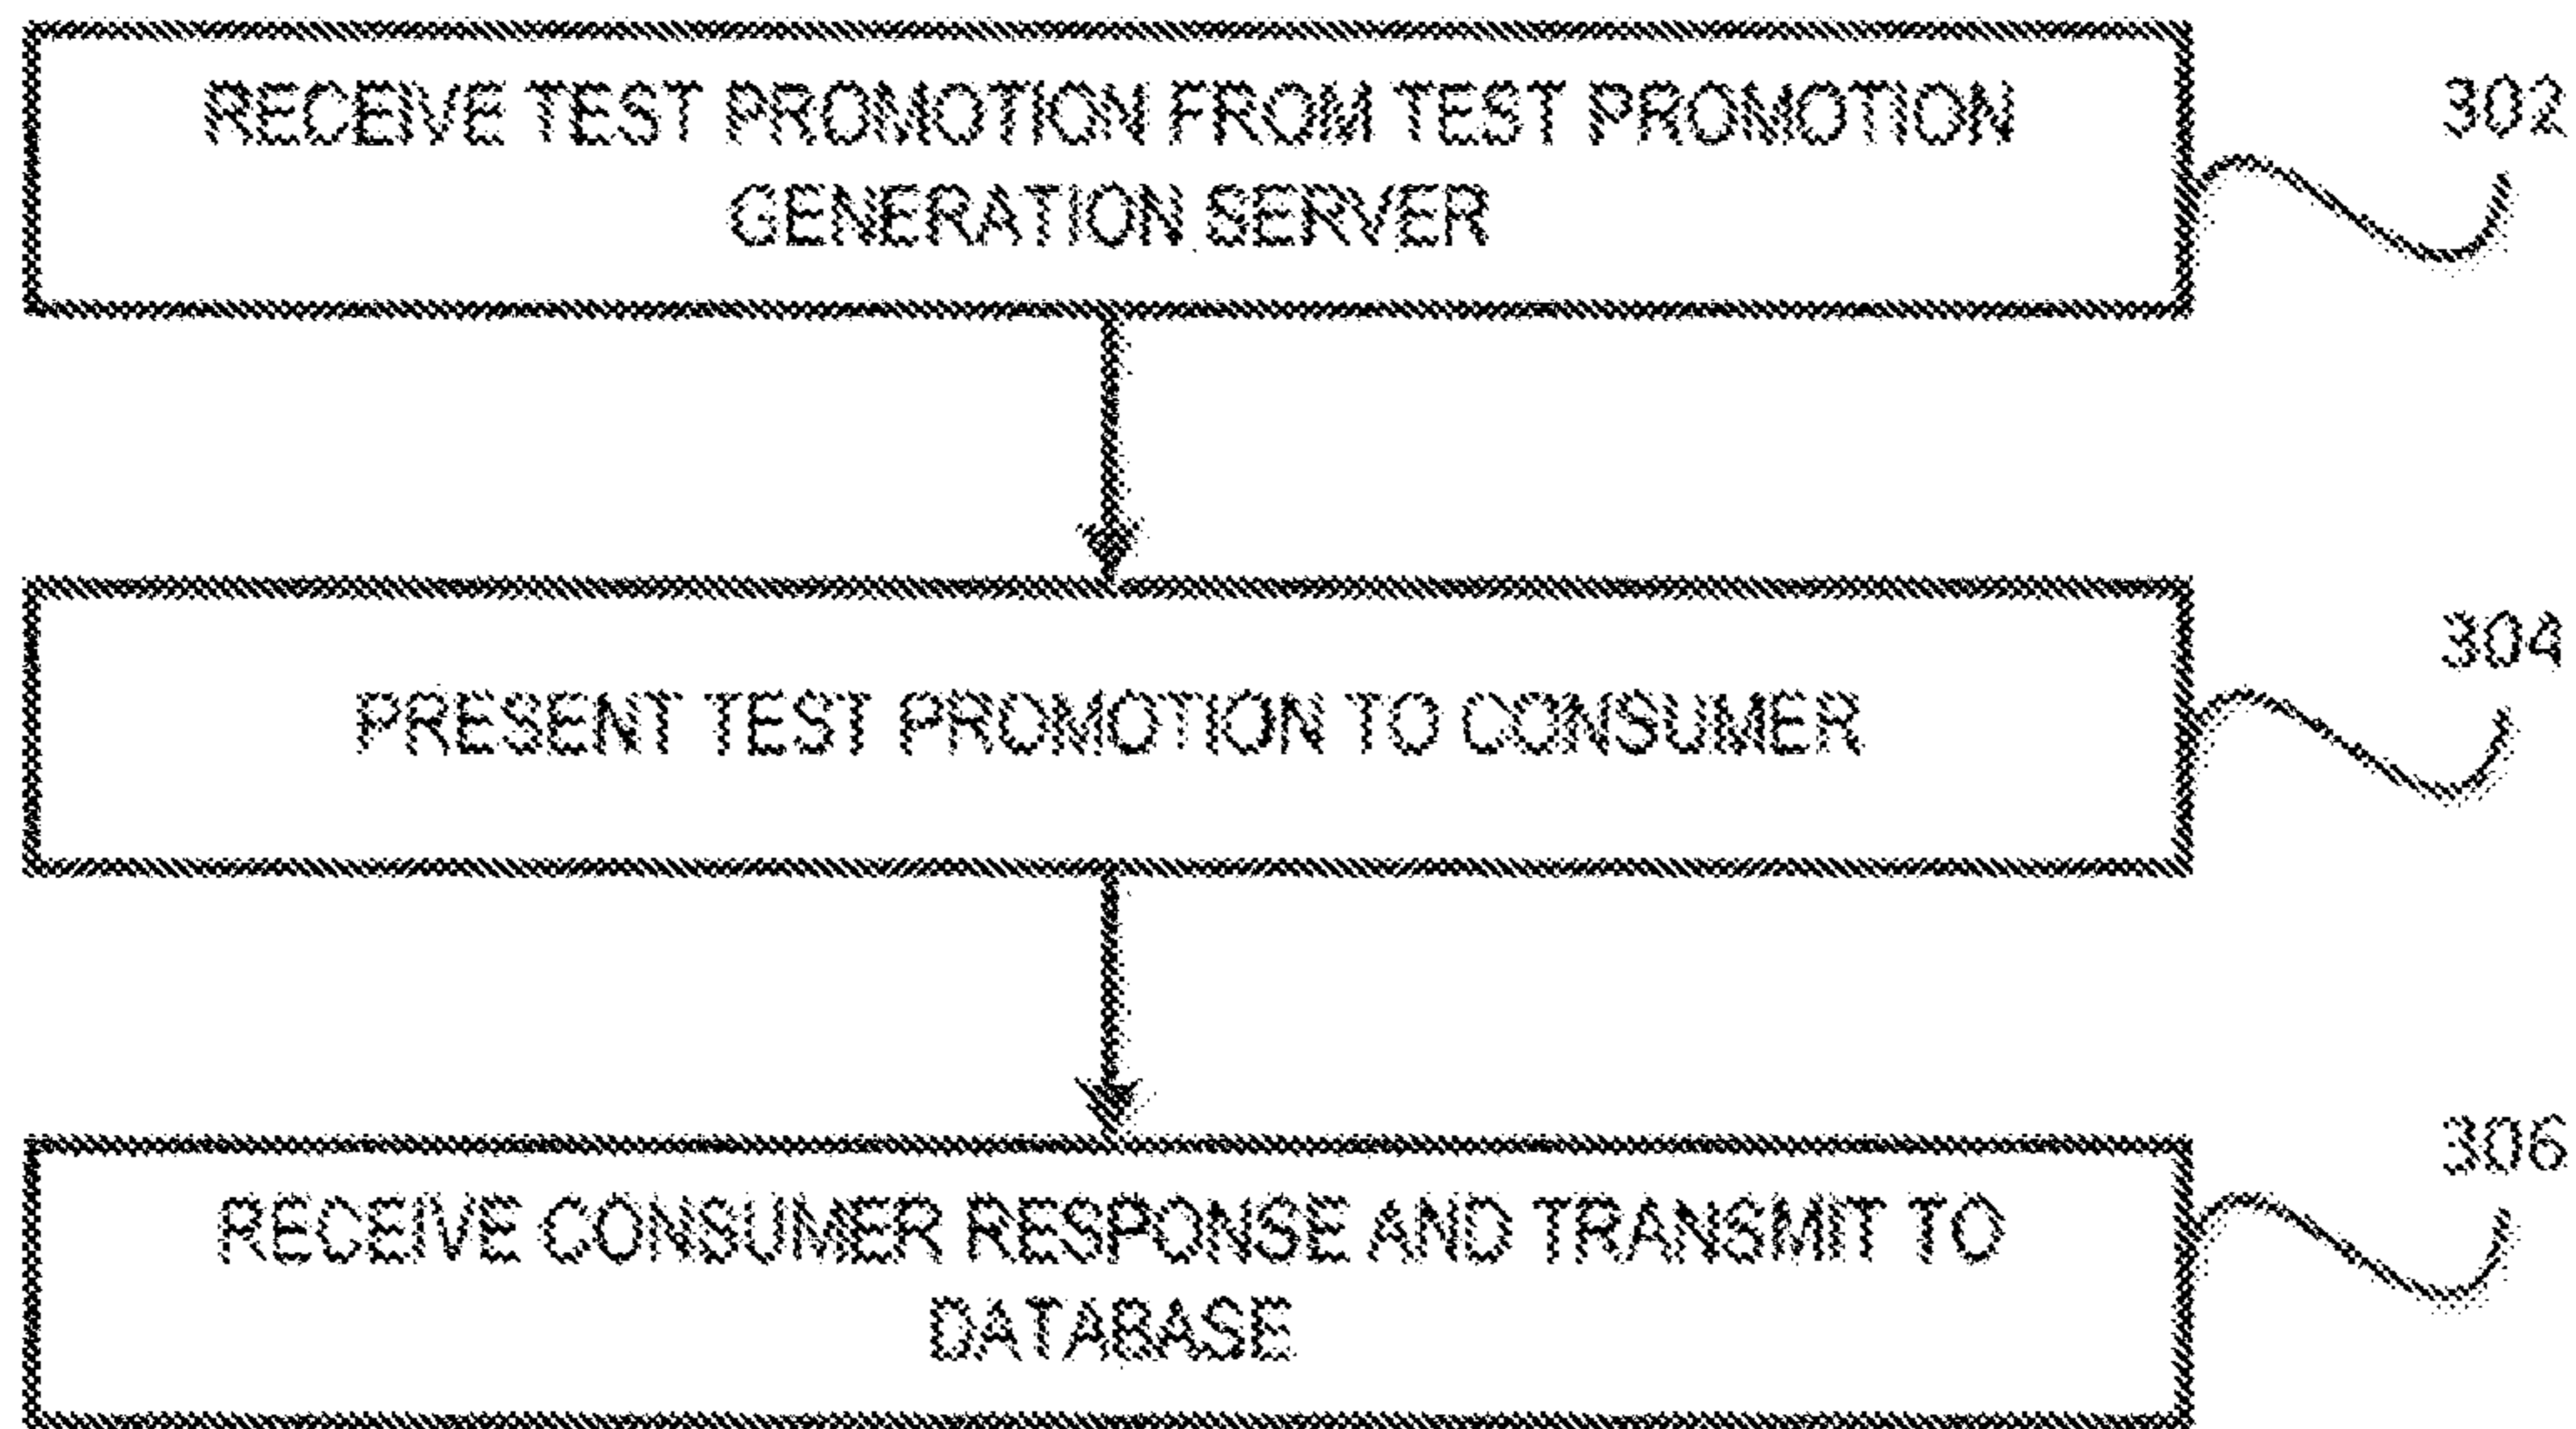 RECEIVE TEST PROMOTION FROM TEST PROMOTION
GENERATION SERVER
302
PRESENT TEST PROMOTION TO CONSUMER
304
RECEIVE CONSUMER RESPONSE AND TRANSMIT TO
DATABASE
306